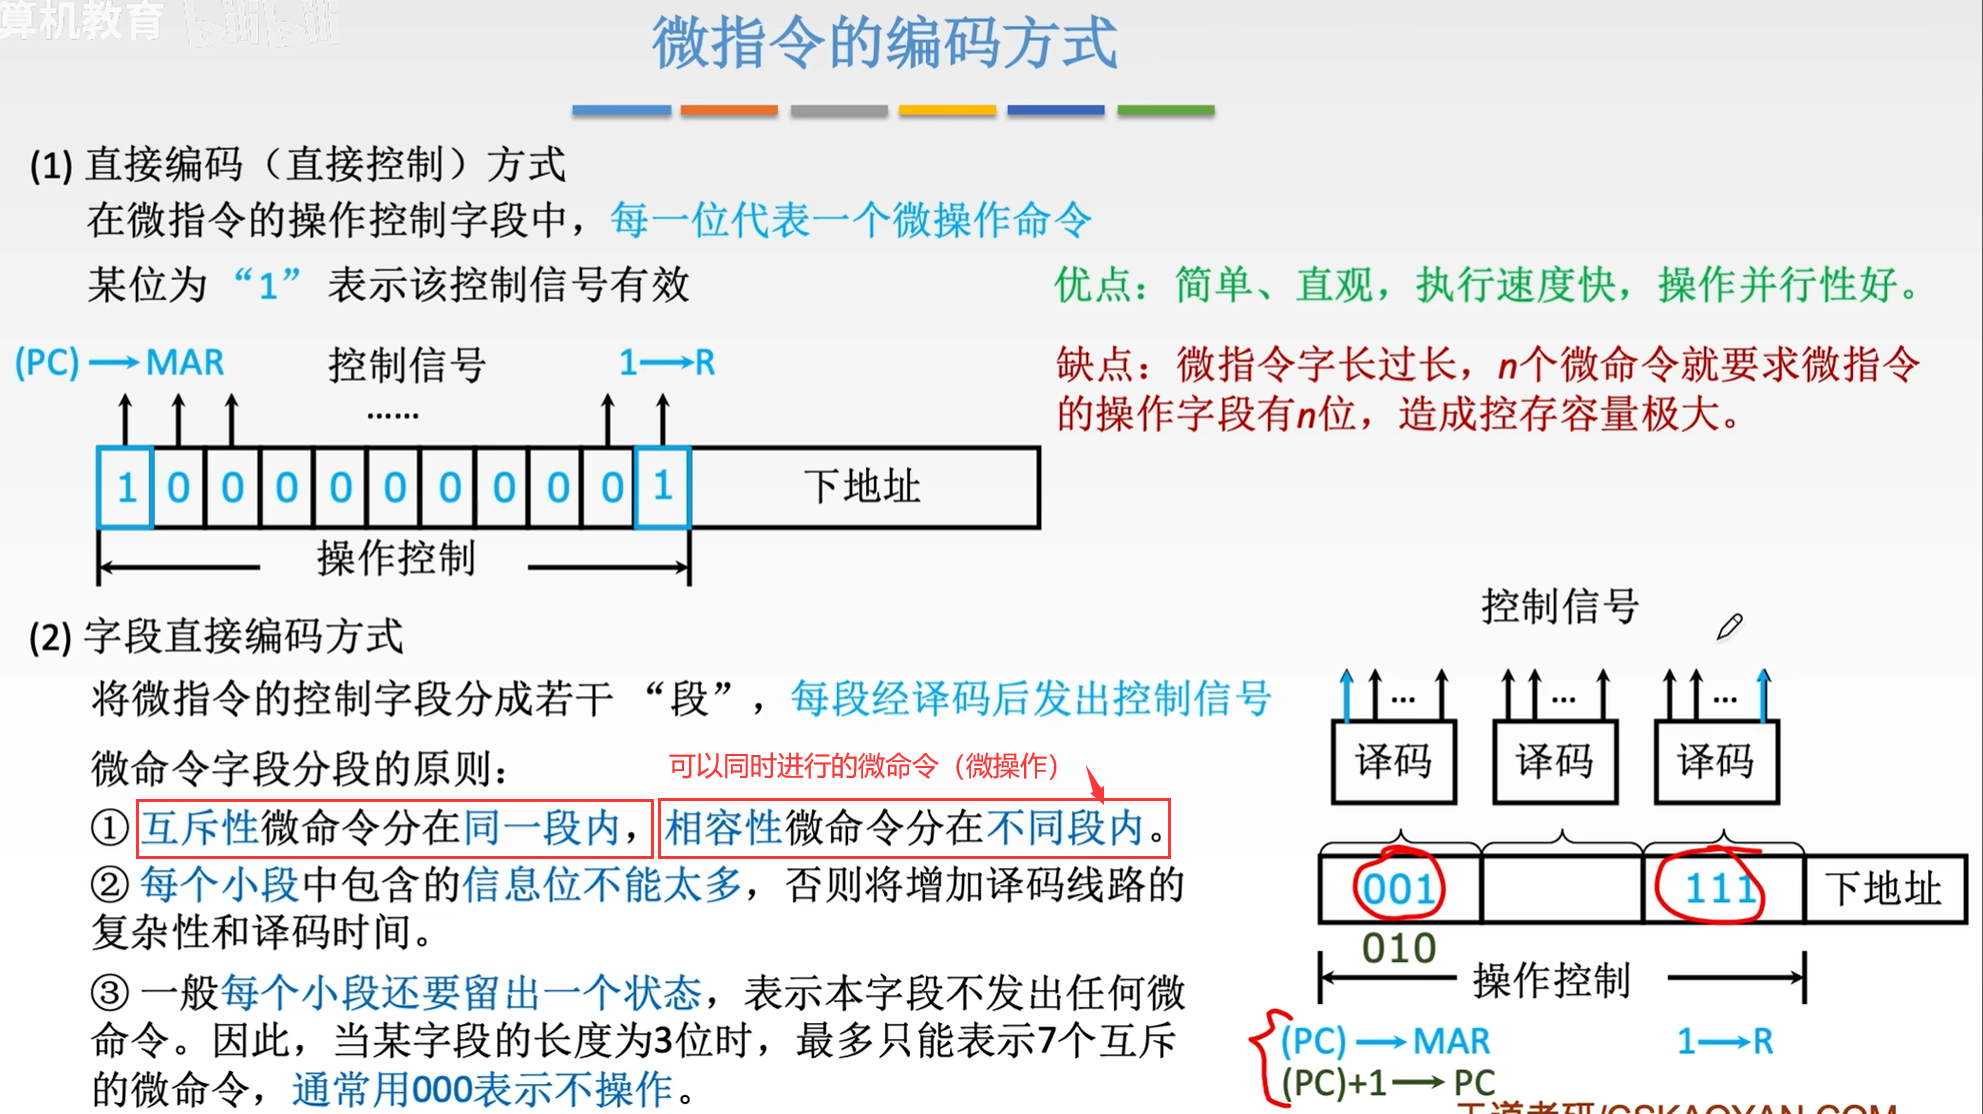 算机教育 bilibili
微指令的编码方式
(1) 直接编码（直接控制）方式
在微指令的操作控制字段中，每一位代表一个微操作命令
某位为“1”表示该控制信号有效
优点：简单、直观，执行速度快，操作并行性好。
缺点：微指令字长过长，n个微命令就要求微指令
的操作字段有n位，造成控存容量极大。
(PC)→MAR 控制信号 1→R
……
1 0 0 0 0 0 0 0 0 0 1 下地址
操作控制
(2) 字段直接编码方式
将微指令的控制字段分成若干“段”，每段经译码后发出控制信号
微命令字段分段的原则：
可以同时进行的微命令（微操作）
① 互斥性微命令分在同一段内，相容性微命令分在不同段内。
② 每个小段中包含的信息位不能太多，否则将增加译码线路的
复杂性和译码时间。
③ 一般每个小段还要留出一个状态，表示本字段不发出任何微
命令。因此，当某字段的长度为3位时，最多只能表示7个互斥
的微命令，通常用000表示不操作。
控制信号
... ... ...
译码 译码 译码
001 111 下地址
010
操作控制
(PC)→MAR 1→R
(PC)+1→PC
王道考研/CSKAOYAN.COM